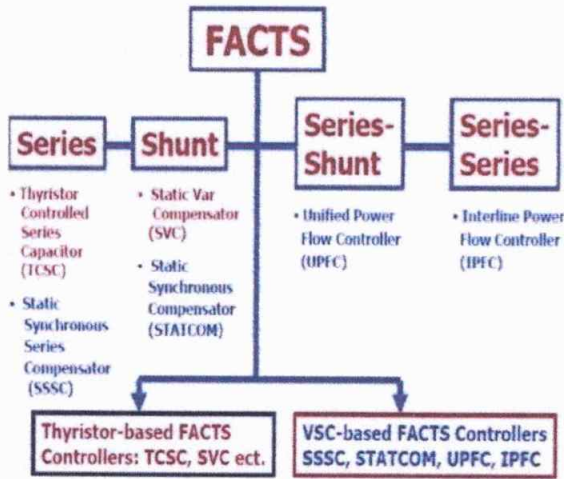 FACTS
Series
Shunt
Series-
Shunt
Series-
Series
• Thyristor
Controlled
Series
Capacitor
(TCSC)
• Static
Synchronous
Series
Compensator
(SSSC)
• Static Var
Compensator
(SVC)
• Static
Synchronous
Compensator
(STATCOM)
• Unified Power
Flow Controller
(UPFC)
• Interline Power
Flow Controller
(IPFC)
Thyristor-based FACTS
Controllers: TCSC, SVC ect.
VSC-based FACTS Controllers
SSSC, STATCOM, UPFC, IPFC